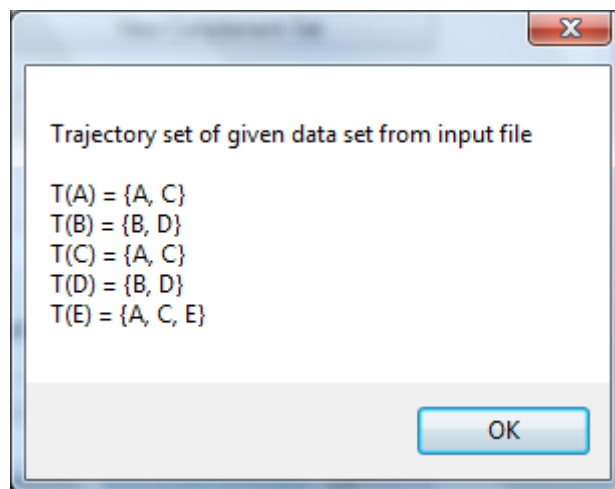 Trajectory set of given data set from input file
T(A) = {A, C}
T(B) = {B, D}
T(C) = {A, C}
T(D) = {B, D}
T(E) = {A, C, E}
OK